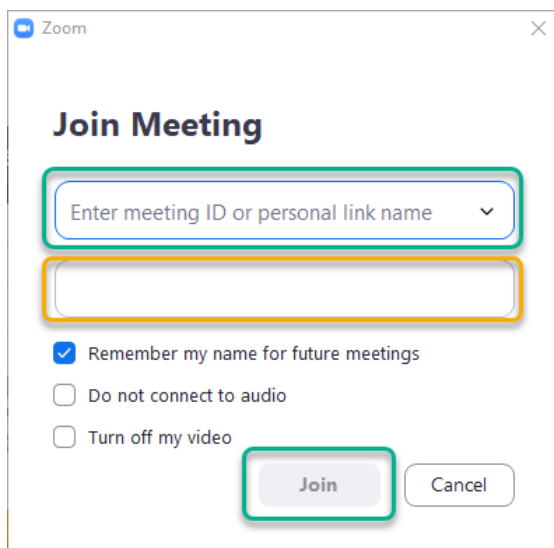 Zoom
Join Meeting
Enter meeting ID or personal link name
Remember my name for future meetings
Do not connect to audio
Turn off my video
Join Cancel